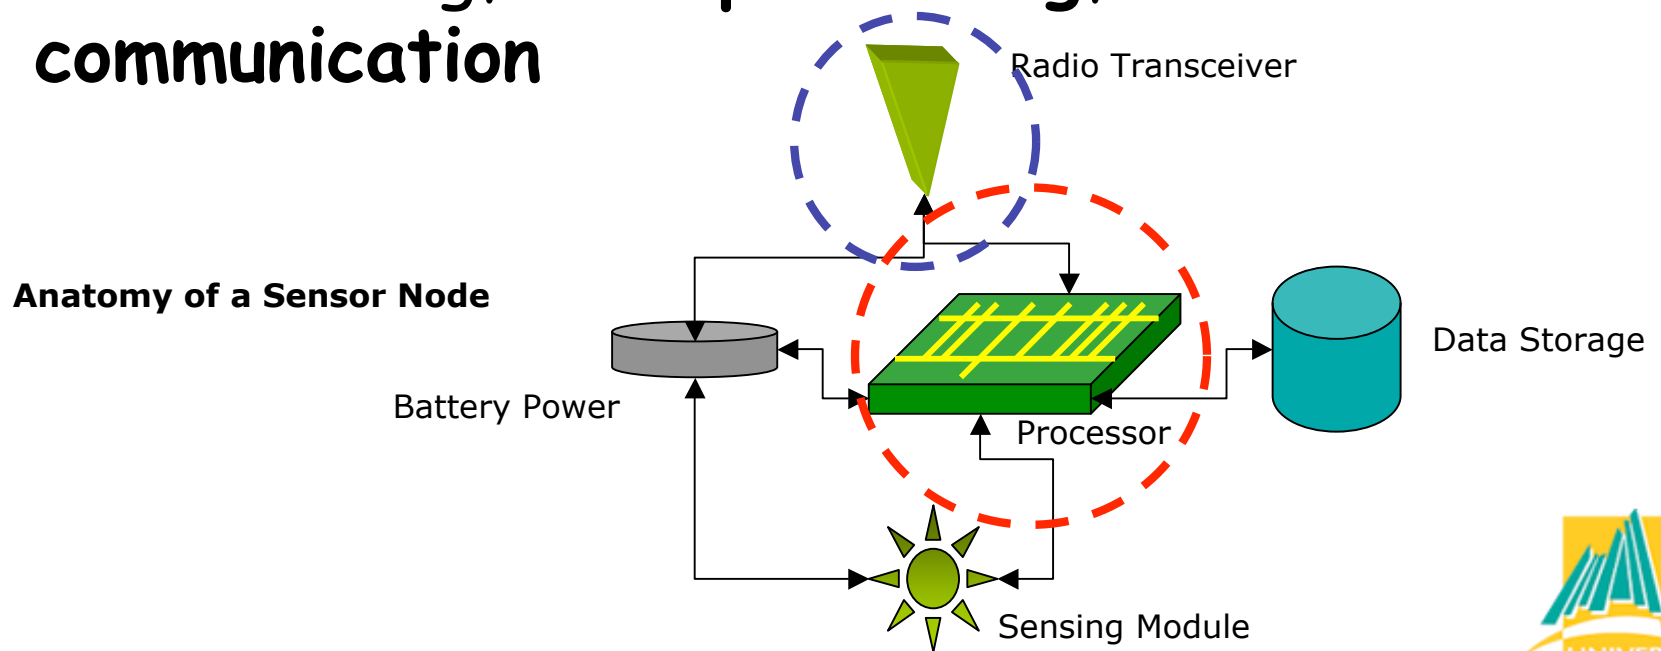 communication
Radio Transceiver
Anatomy of a Sensor Node
Data Storage
Battery Power
Processor
Sensing Module